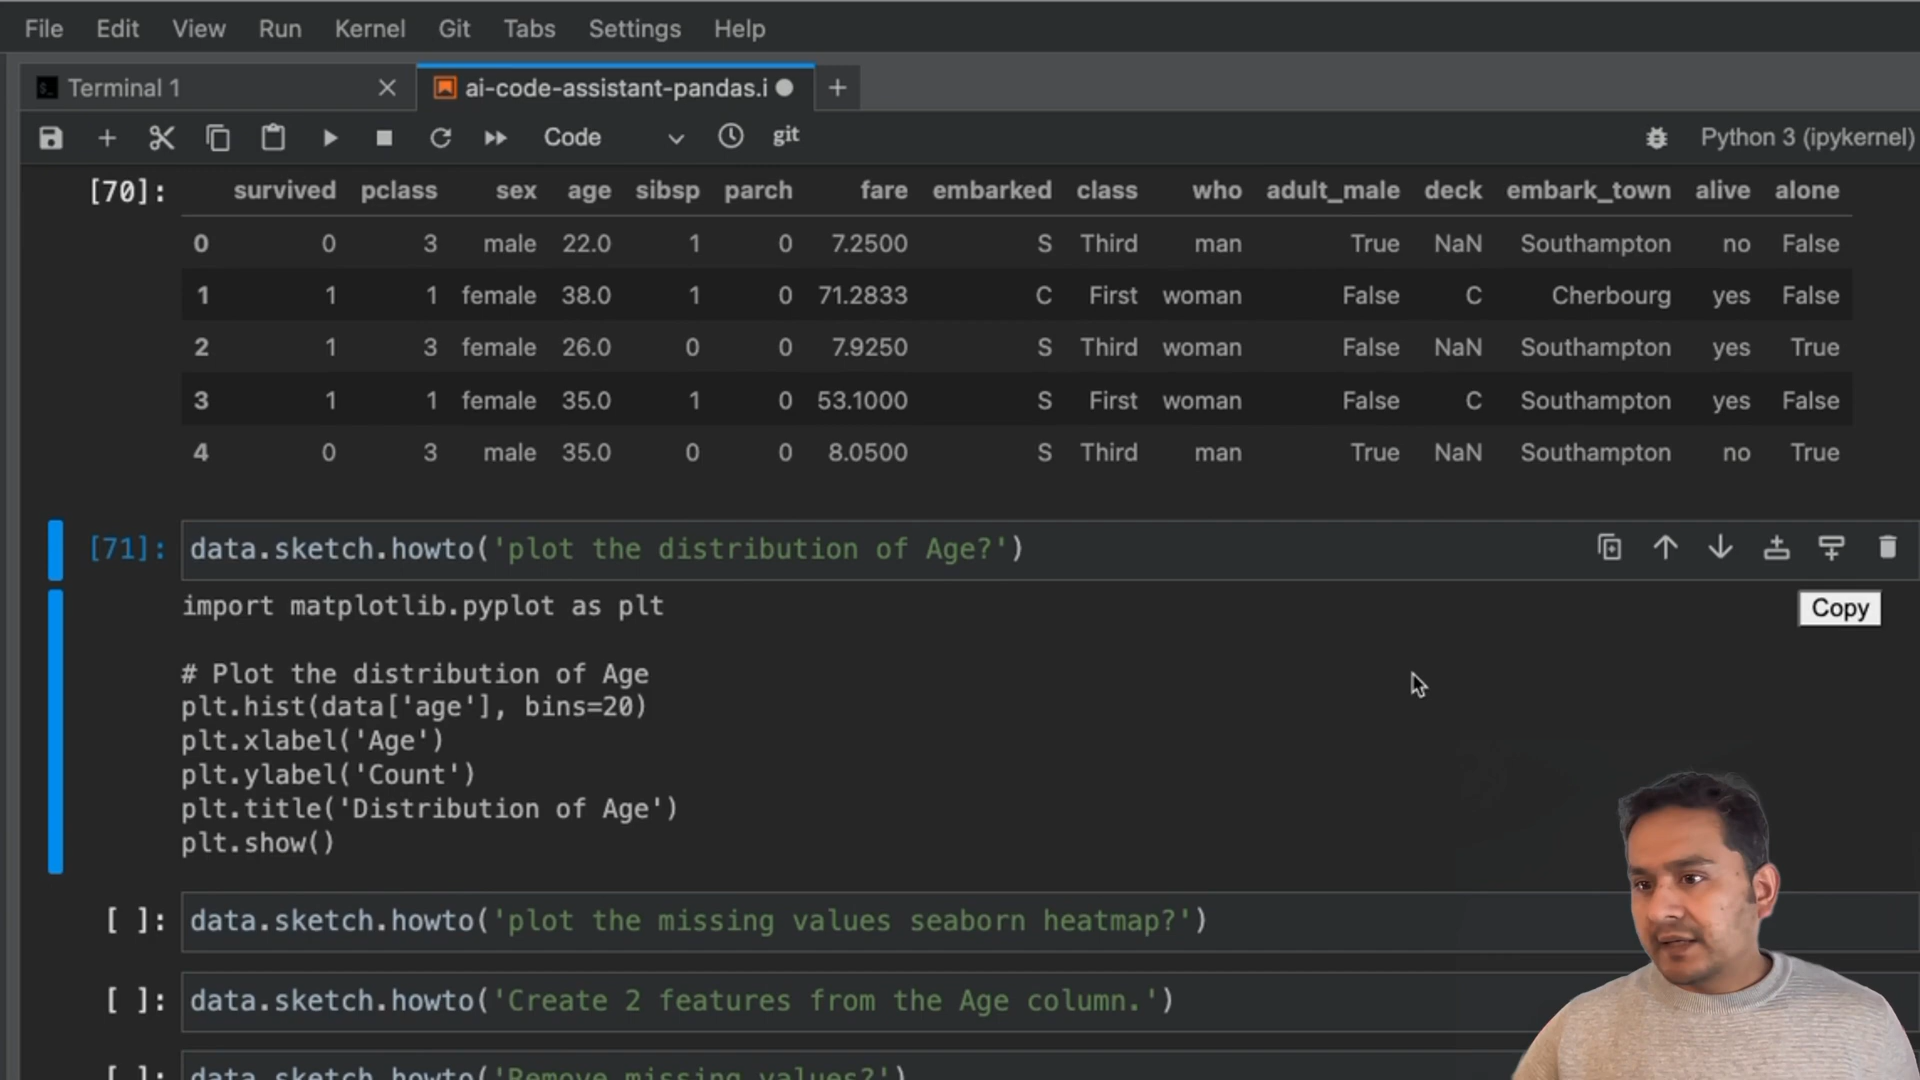 File Edit View Run Kernel Git Tabs Settings Help
Terminal 1 ai-code-assistant-pandas.i
Code git Python 3 (ipykernel)
[70]: survived pclass sex age sibsp parch fare embarked class who adult_male deck embark_town alive alone
0 0 3 male 22.0 1 0 7.2500 S Third man True NaN Southampton no False
1 1 1 female 38.0 1 0 71.2833 C First woman False C Cherbourg yes False
2 1 3 female 26.0 0 0 7.9250 S Third woman False NaN Southampton yes True
3 1 1 female 35.0 1 0 53.1000 S First woman False C Southampton yes False
4 0 3 male 35.0 0 0 8.0500 S Third man True NaN Southampton no True
[71]: data.sketch.howto('plot the distribution of Age?')
import matplotlib.pyplot as plt
Copy
# Plot the distribution of Age
plt.hist(data['age'], bins=20)
plt.xlabel('Age')
plt.ylabel('Count')
plt.title('Distribution of Age')
plt.show()
[ ]: data.sketch.howto('plot the missing values seaborn heatmap?')
[ ]: data.sketch.howto('Create 2 features from the Age column.')
[ ]: data.sketch.howto('Remove missing values?')